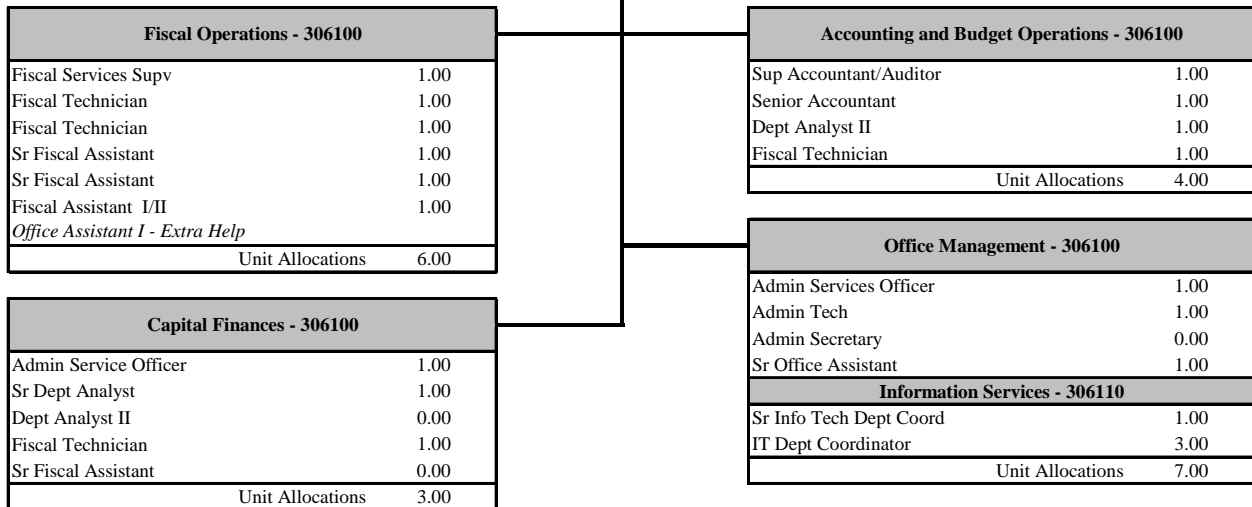 Fiscal Operations - 306100
Fiscal Services Supv 1.00
Fiscal Technician 1.00
Fiscal Technician 1.00
Sr Fiscal Assistant 1.00
Sr Fiscal Assistant 1.00
Fiscal Assistant I/II 1.00
Office Assistant I - Extra Help
Unit Allocations 6.00
Capital Finances - 306100
Admin Service Officer 1.00
Sr Dept Analyst 1.00
Dept Analyst II 0.00
Fiscal Technician 1.00
Sr Fiscal Assistant 0.00
Unit Allocations 3.00
Accounting and Budget Operations - 306100
Sup Accountant/Auditor 1.00
Senior Accountant 1.00
Dept Analyst II 1.00
Fiscal Technician 1.00
Unit Allocations 4.00
Office Management - 306100
Admin Services Officer 1.00
Admin Tech 1.00
Admin Secretary 0.00
Sr Office Assistant 1.00
Information Services - 306110
Sr Info Tech Dept Coord 1.00
IT Dept Coordinator 3.00
Unit Allocations 7.00